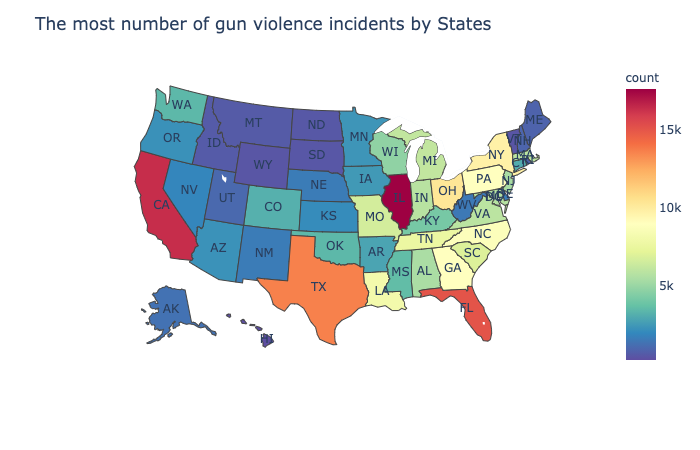 The most number of gun violence incidents by States
count
15k
10k
5k
WA
MT
ND
MN
ME
OR
ID
SD
WI
MI
NY
WY
IA
PA
NE
NV
UT
CO
IN
OH
CA
KS
MO
KY
WV
VA
AZ
NM
OK
AR
TN
NC
SC
MS
AL
GA
TX
LA
FL
AK
HI
NH
DE